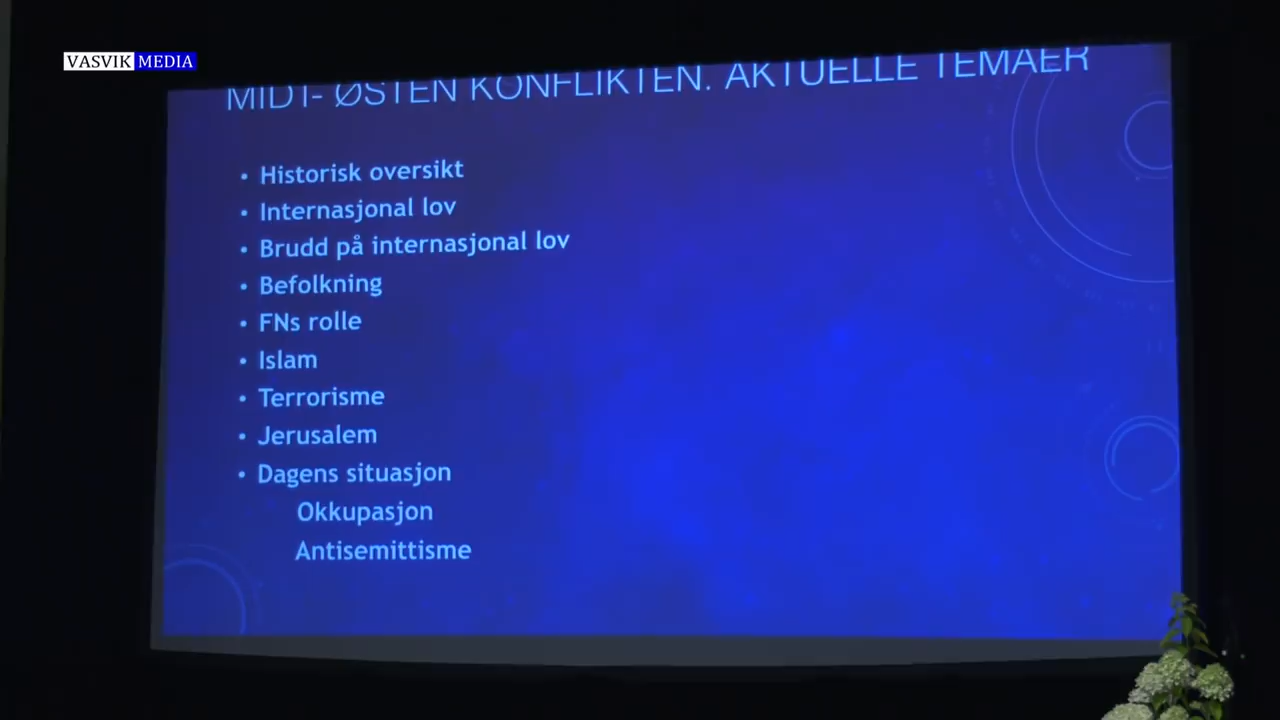 VASVIK MEDIA
MIDT- ØSTEN KONFLIKTEN. AKTUELLE TEMAER
• Historisk oversikt
• Internasjonal lov
• Brudd på internasjonal lov
• Befolkning
• FNs rolle
• Islam
• Terrorisme
• Jerusalem
• Dagens situasjon
Okkupasjon
Antisemittisme